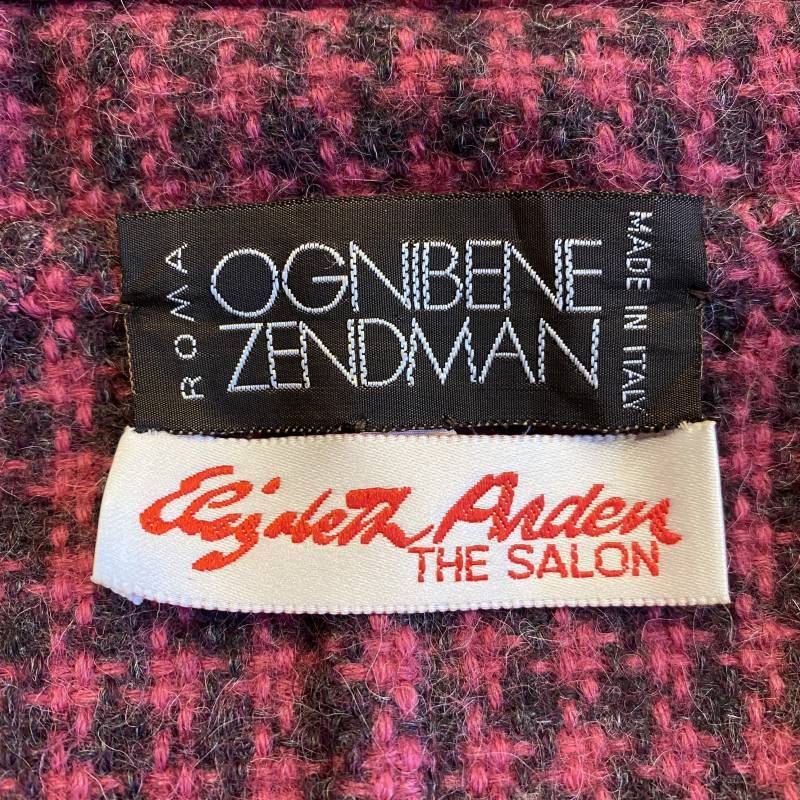 ROMA
OGNIBENE
ZENDMAN
MADE IN ITALY
Elizabeth Arden
THE SALON